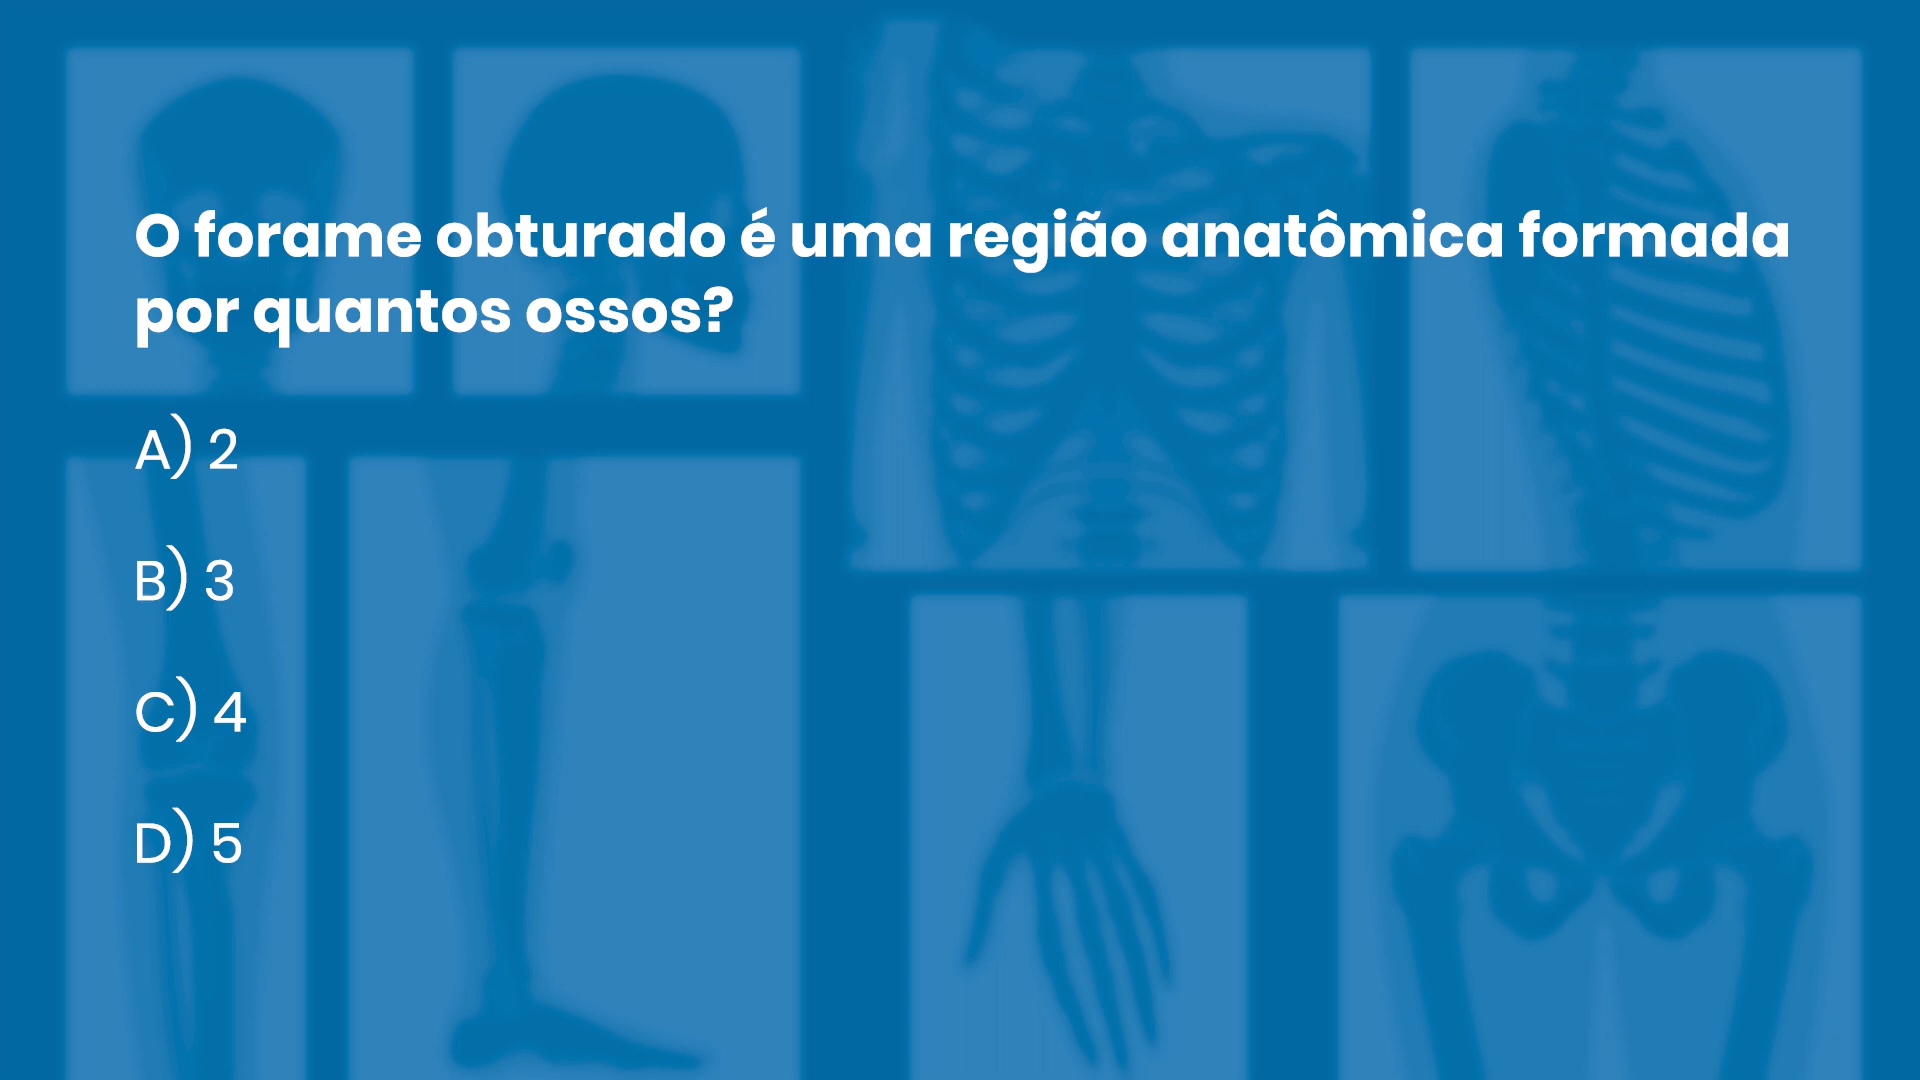 O forame obturado é uma região anatômica formada
por quantos ossos?
A) 2
B) 3
C) 4
D) 5